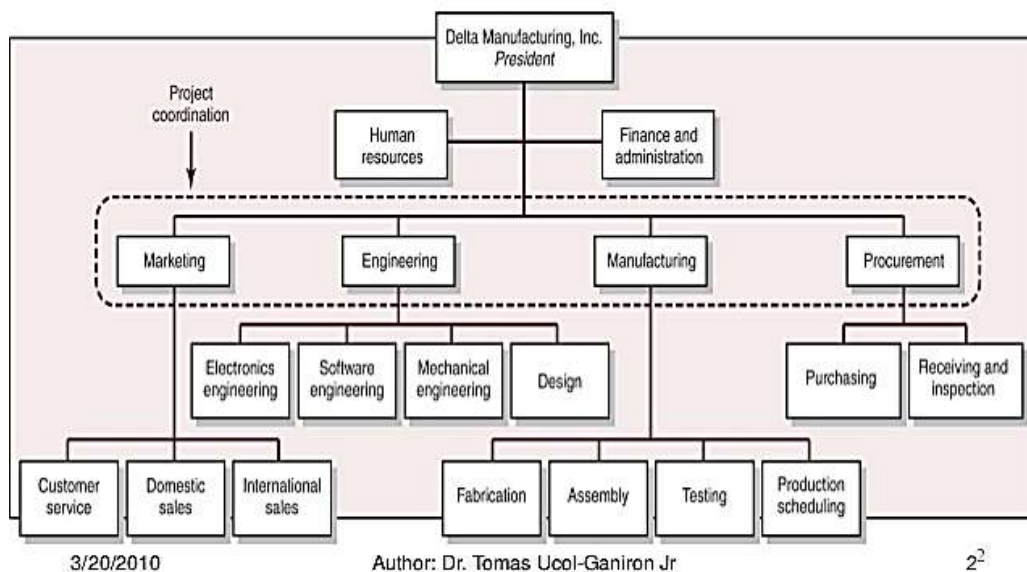 Delta Manufacturing, Inc.
President
Project
coordination
Human
resources
Finance and
administration
Marketing
Engineering
Manufacturing
Procurement
Electronics
engineering
Software
engineering
Mechanical
engineering
Design
Purchasing
Receiving and
inspection
Customer
service
Domestic
sales
International
sales
Fabrication
Assembly
Testing
Production
scheduling
3/20/2010
Author: Dr. Tomas Ucol-Ganiron Jr
2²